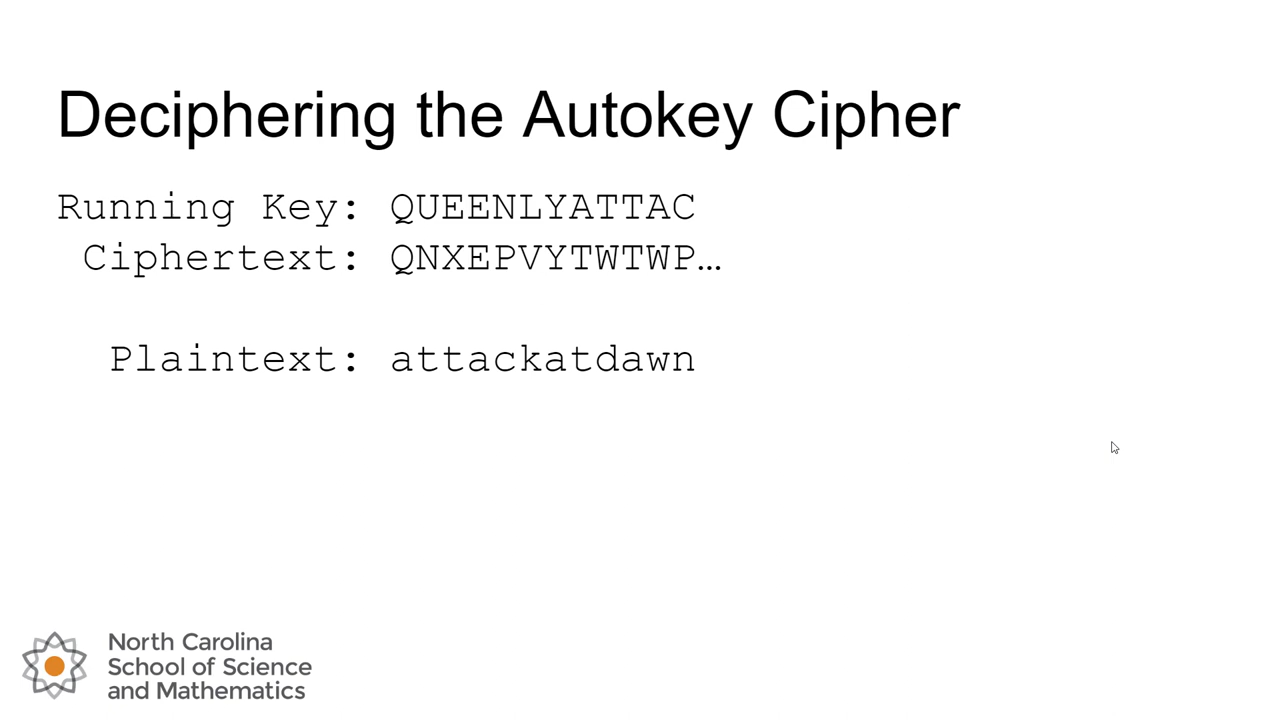 Deciphering the Autokey Cipher
Running Key: QUEENLYATTAC
Ciphertext: QNXEPVYTWTWP…
Plaintext: attackatdawn
North Carolina
School of Science
and Mathematics